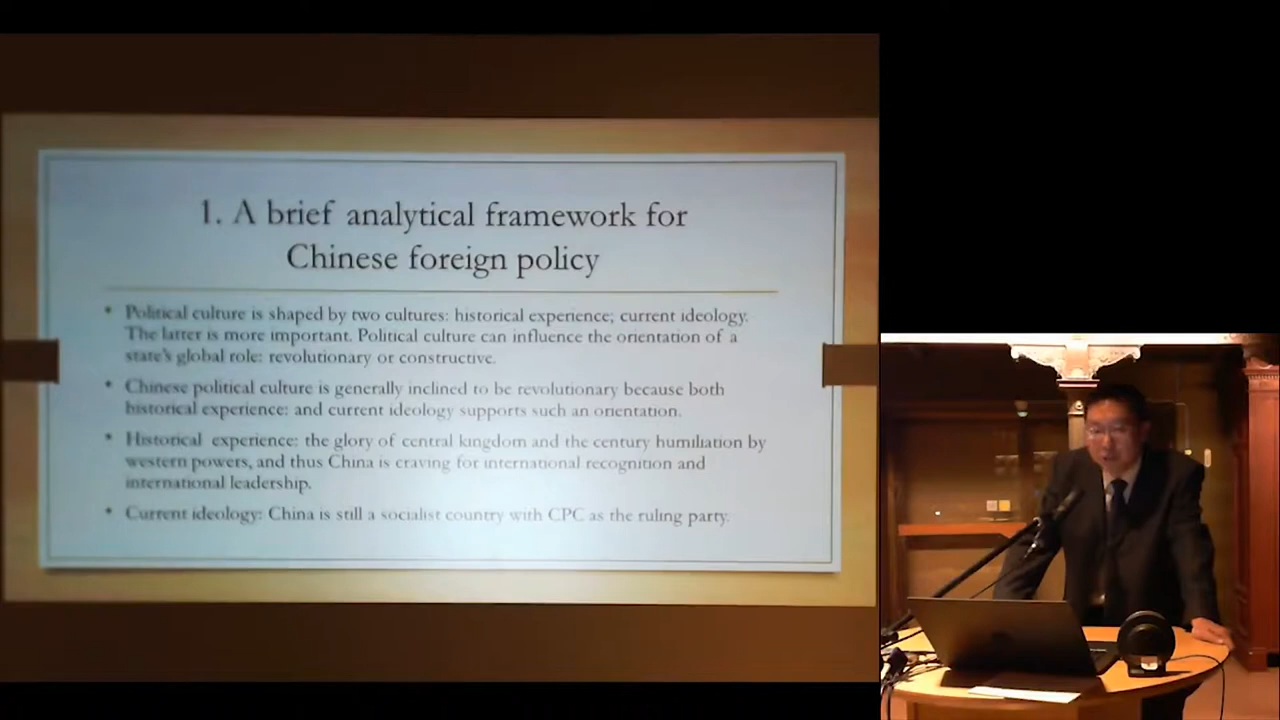 1. A brief analytical framework for
Chinese foreign policy
• Political culture is shaped by two cultures: historical experience; current ideology.
The latter is more important. Political culture can influence the orientation of a
state's global role: revolutionary or constructive.
• Chinese political culture is generally inclined to be revolutionary because both
historical experience: and current ideology supports such an orientation.
• Historical experience: the glory of central kingdom and the century humiliation by
western powers, and thus China is craving for international recognition and
international leadership.
• Current ideology: China is still a socialist country with CPC as the ruling party.